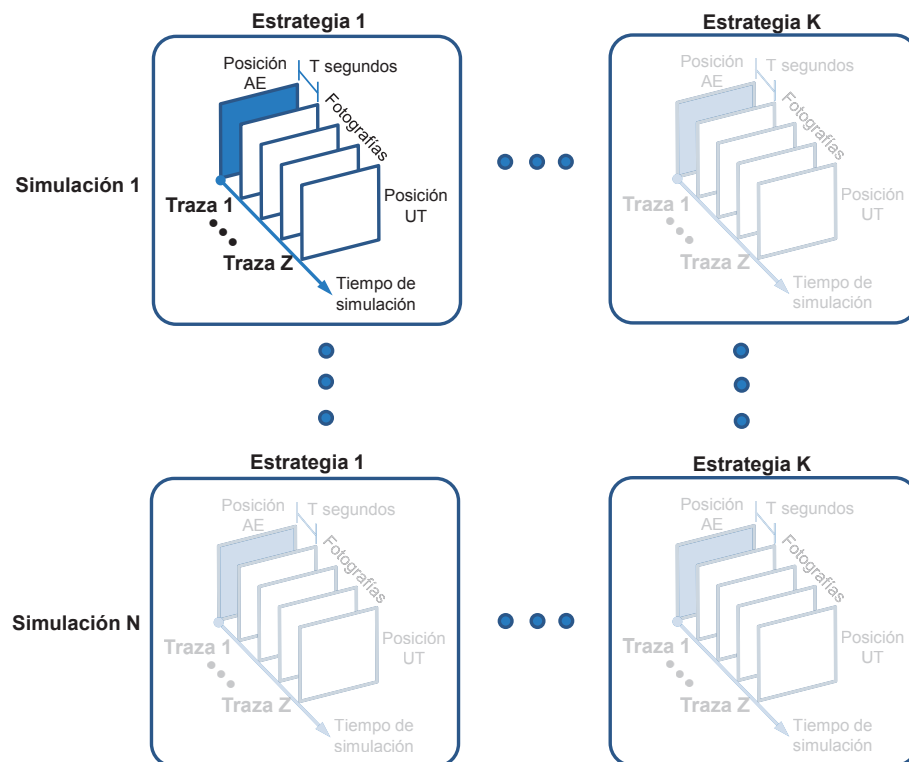 Estrategia 1
Estrategia K
Simulación 1
Posición
AE
T segundos
Fotografías
Posición
UT
Traza 1
Traza Z
Tiempo de
simulación
Posición
AE
T segundos
Fotografías
Posición
UT
Traza 1
Traza Z
Tiempo de
simulación
Estrategia 1
Estrategia K
Simulación N
Posición
AE
T segundos
Fotografías
Posición
UT
Traza 1
Traza Z
Tiempo de
simulación
Posición
AE
T segundos
Fotografías
Posición
UT
Traza 1
Traza Z
Tiempo de
simulación